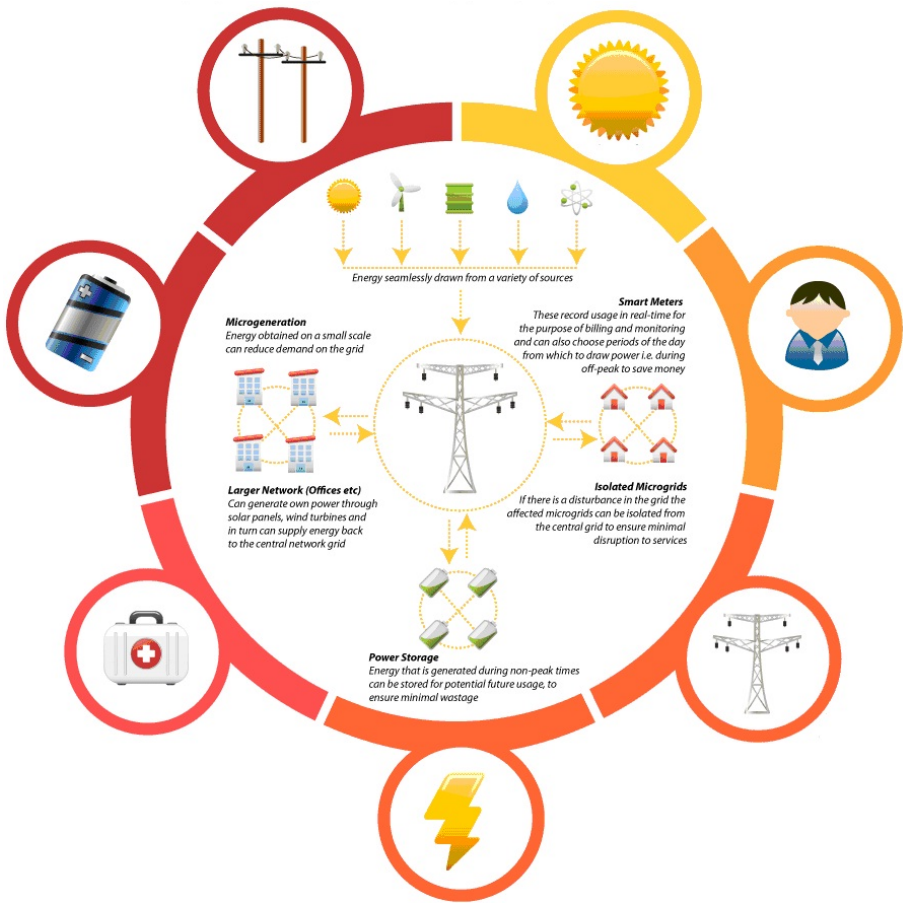 Energy seamlessly drawn from a variety of sources
Microgeneration
Energy obtained on a small scale
can reduce demand on the grid
Smart Meters
These record usage in real-time for
the purpose of billing and monitoring
and can also choose periods of the day
from which to draw power i.e. during
off-peak to save money
Larger Network (Offices etc)
Can generate own power through
solar panels, wind turbines and
in turn can supply energy back
to the central network grid
Isolated Microgrids
If there is a disturbance in the grid the
affected microgrids can be isolated from
the central grid to ensure minimal
disruption to services
Power Storage
Energy that is generated during non-peak times
can be stored for potential future usage, to
ensure minimal wastage